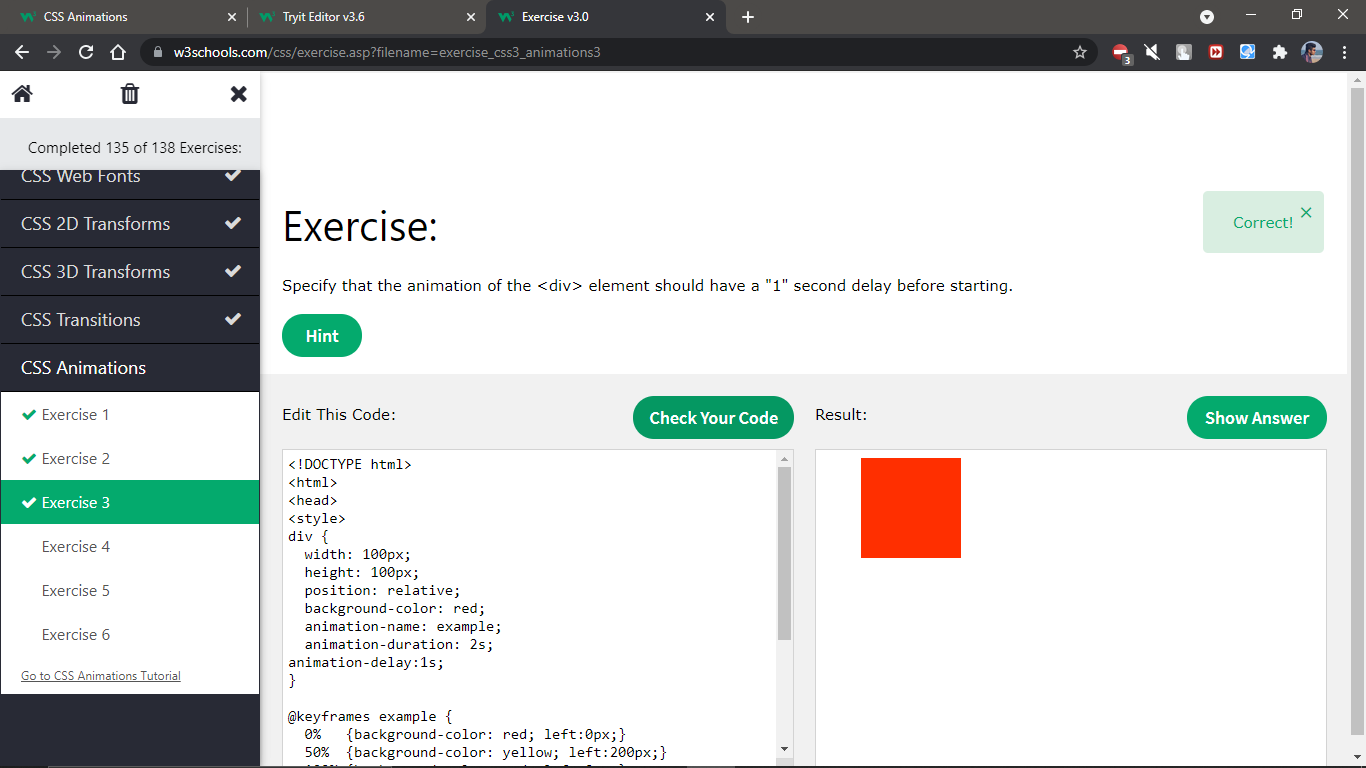 CSS Animations
Tryit Editor v3.6
Exercise v3.0
w3schools.com/css/exercise.asp?filename=exercise_css3_animations3
3
Completed 135 of 138 Exercises:
CSS Web Fonts
CSS 2D Transforms
CSS 3D Transforms
CSS Transitions
CSS Animations
Exercise 1
Exercise 2
Exercise 3
Exercise 4
Exercise 5
Exercise 6
Go to CSS Animations Tutorial
Exercise:
Correct!
Specify that the animation of the <div> element should have a "1" second delay before starting.
Hint
Edit This Code:
Check Your Code
<!DOCTYPE html>
<html>
<head>
<style>
div {
  width: 100px;
  height: 100px;
  position: relative;
  background-color: red;
  animation-name: example;
  animation-duration: 2s;
animation-delay:1s;
}
@keyframes example {
  0%   {background-color: red; left:0px;}
  50%  {background-color: yellow; left:200px;}
Result:
Show Answer